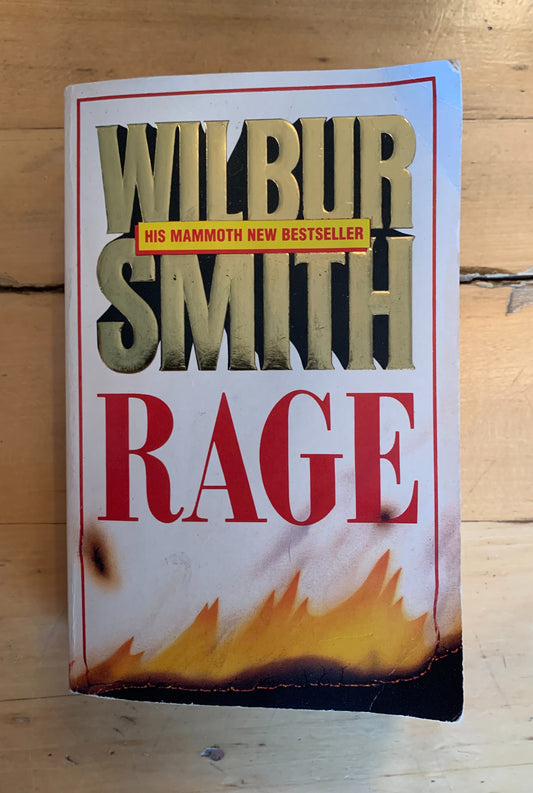 WILBUR
HIS MAMMOTH NEW BESTSELLER
SMITH
RAGE